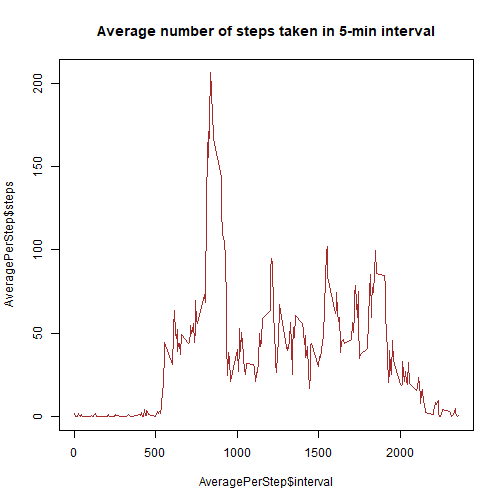 Average number of steps taken in 5-min interval
AveragePerStep$steps
200
150
100
50
0
0 500 1000 1500 2000
AveragePerStep$interval